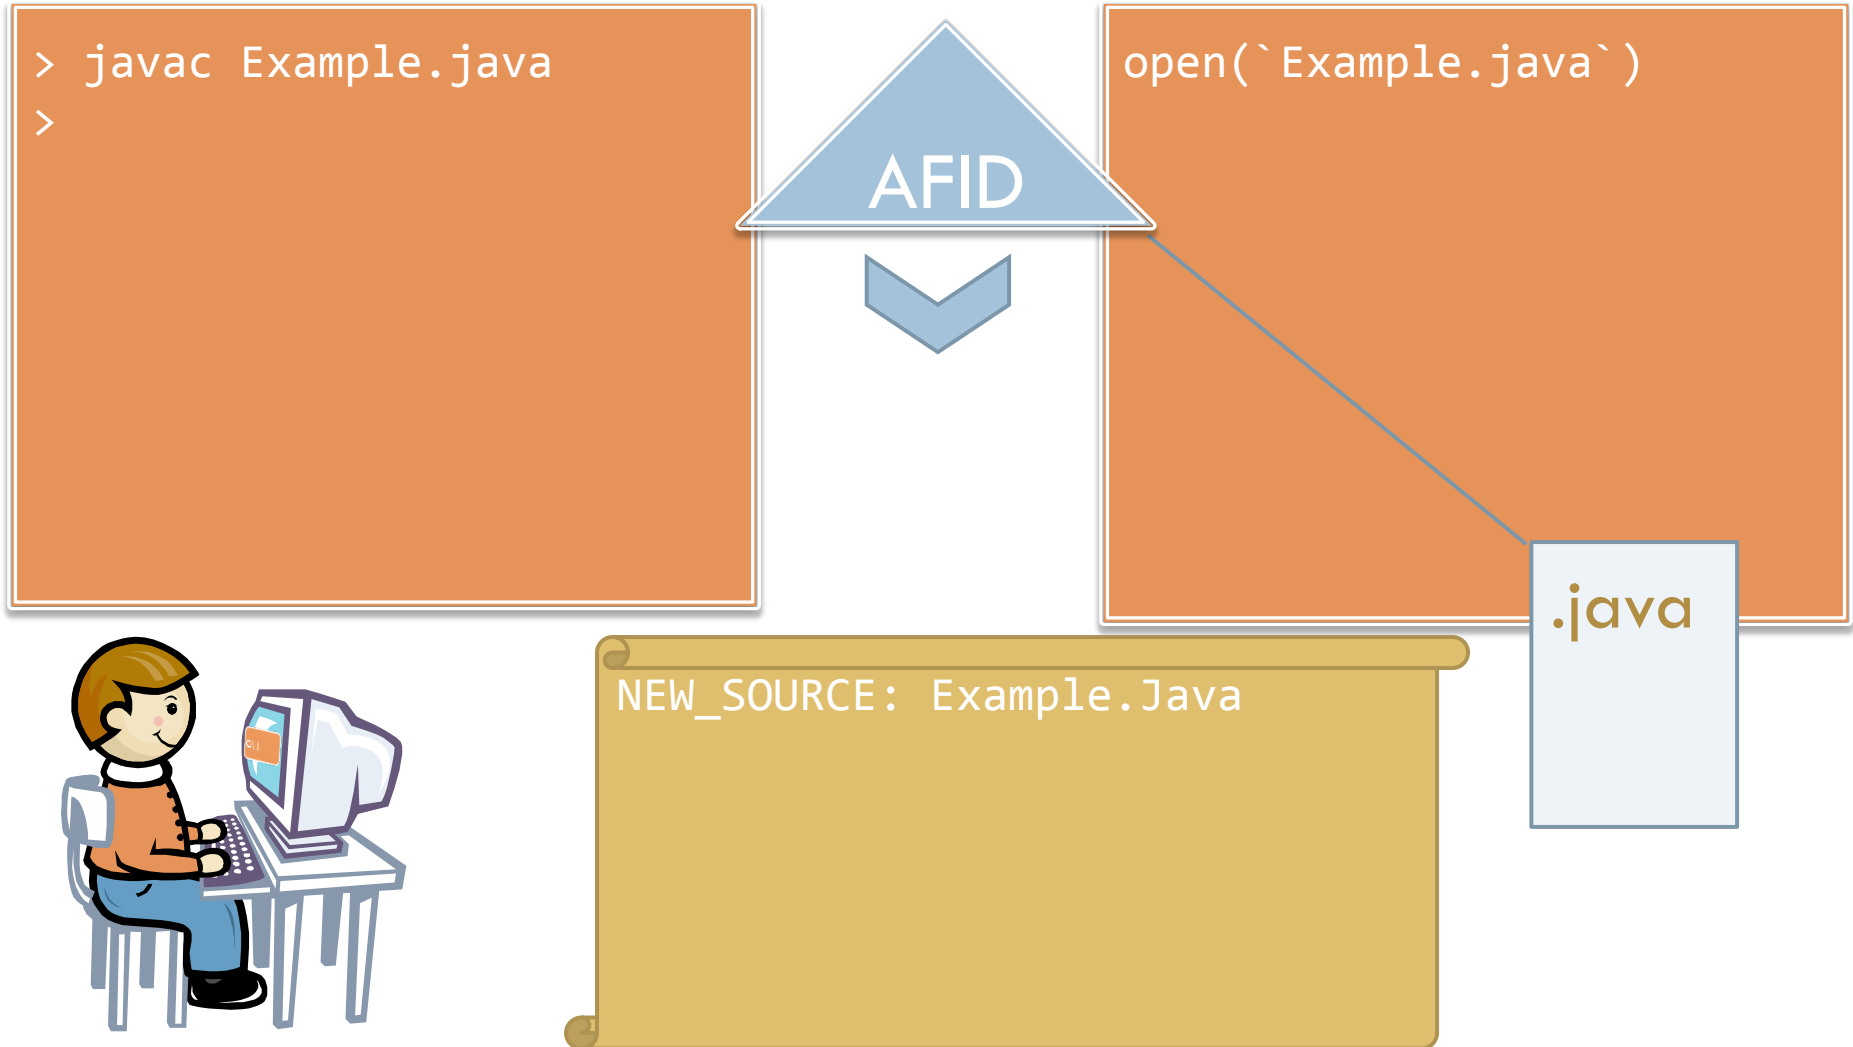 > javac Example.java
>
AFID
open(`Example.java`)
.java
NEW_SOURCE: Example.Java